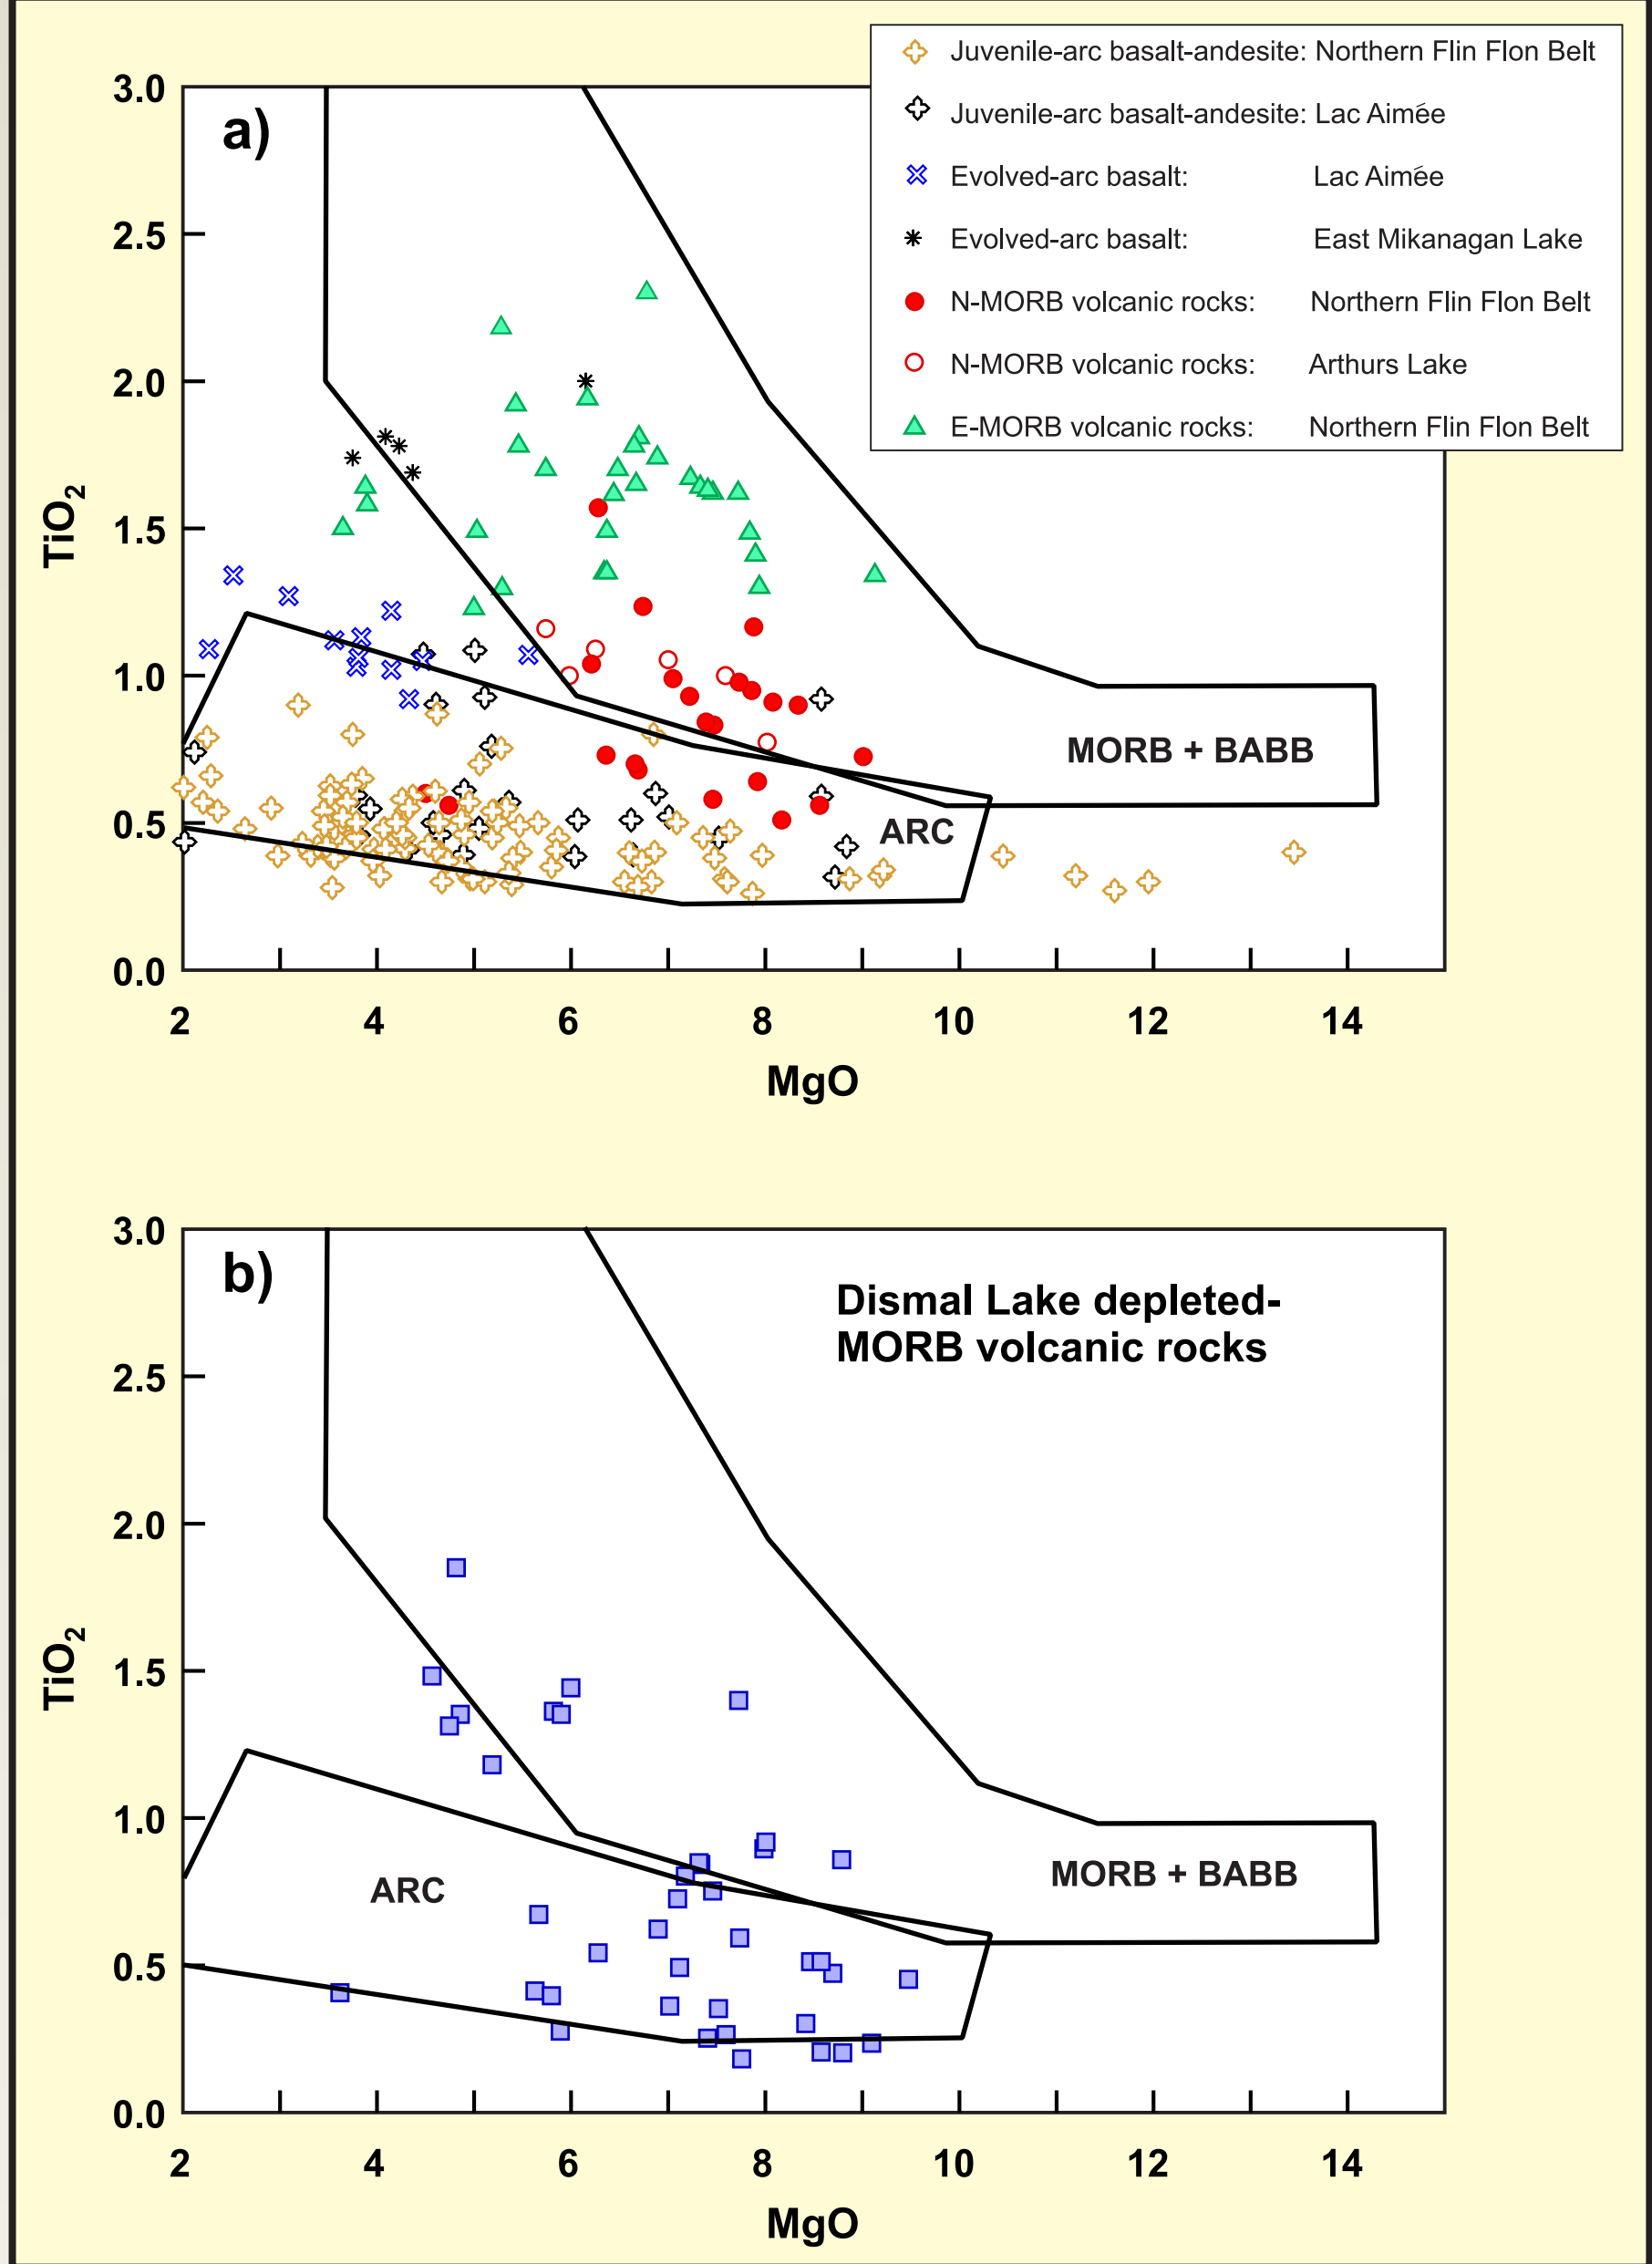 Juvenile-arc basalt-andesite: Northern Flin Flon Belt
Juvenile-arc basalt-andesite: Lac Aimée
Evolved-arc basalt: Lac Aimée
Evolved-arc basalt: East Mikanagan Lake
N-MORB volcanic rocks: Northern Flin Flon Belt
N-MORB volcanic rocks: Arthurs Lake
E-MORB volcanic rocks: Northern Flin Flon Belt
a)
3.0
2.5
2.0
1.5
1.0
0.5
0.0
TiO₂
MORB + BABB
ARC
2 4 6 8 10 12 14
MgO
b)
Dismal Lake depleted-
MORB volcanic rocks
3.0
2.5
2.0
1.5
1.0
0.5
0.0
TiO₂
MORB + BABB
ARC
2 4 6 8 10 12 14
MgO